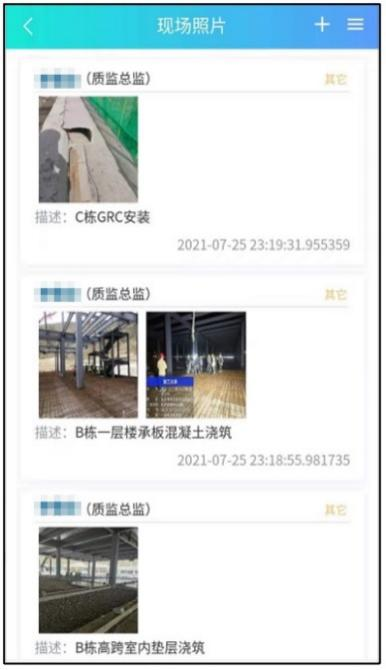 现场照片
（质监总监）
其它
描述：C栋GRC安装
2021-07-25 23:19:31.955359
（质监总监）
其它
描述：B栋一层楼承板混凝土浇筑
2021-07-25 23:18:55.981735
（质监总监）
其它
描述：B栋高跨室内垫层浇筑